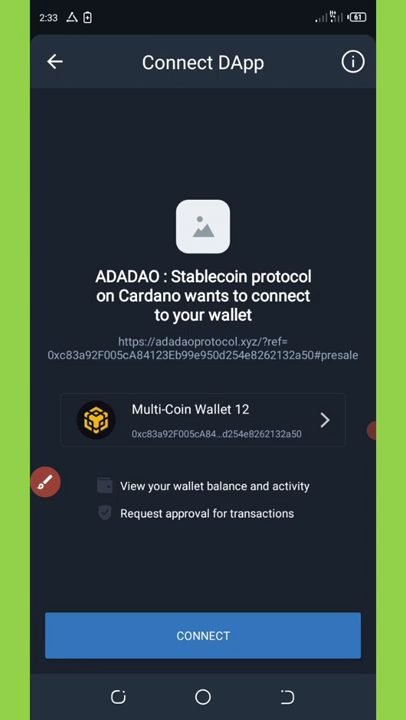 2:33
61
Connect DApp
ADADAO : Stablecoin protocol
on Cardano wants to connect
to your wallet
https://adadaoprotocol.xyz/?ref=
0xc83a92F005cA84123Eb99e950d254e8262132a50#presale
Multi-Coin Wallet 12
0xc83a92F005cA84...d254e8262132a50
View your wallet balance and activity
Request approval for transactions
CONNECT